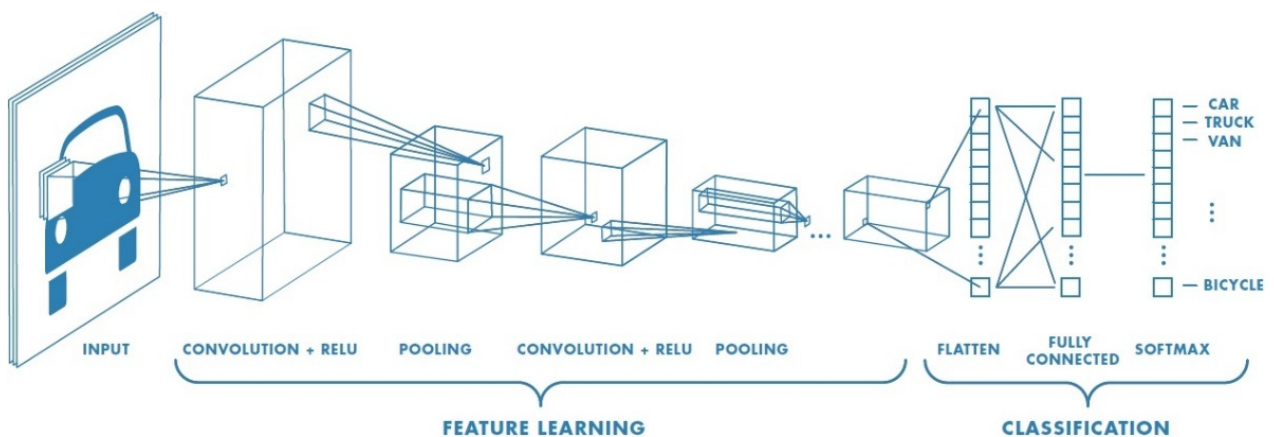 CAR
TRUCK
VAN
BICYCLE
INPUT
CONVOLUTION + RELU
POOLING
CONVOLUTION + RELU
POOLING
FLATTEN
FULLY
CONNECTED
SOFTMAX
FEATURE LEARNING
CLASSIFICATION